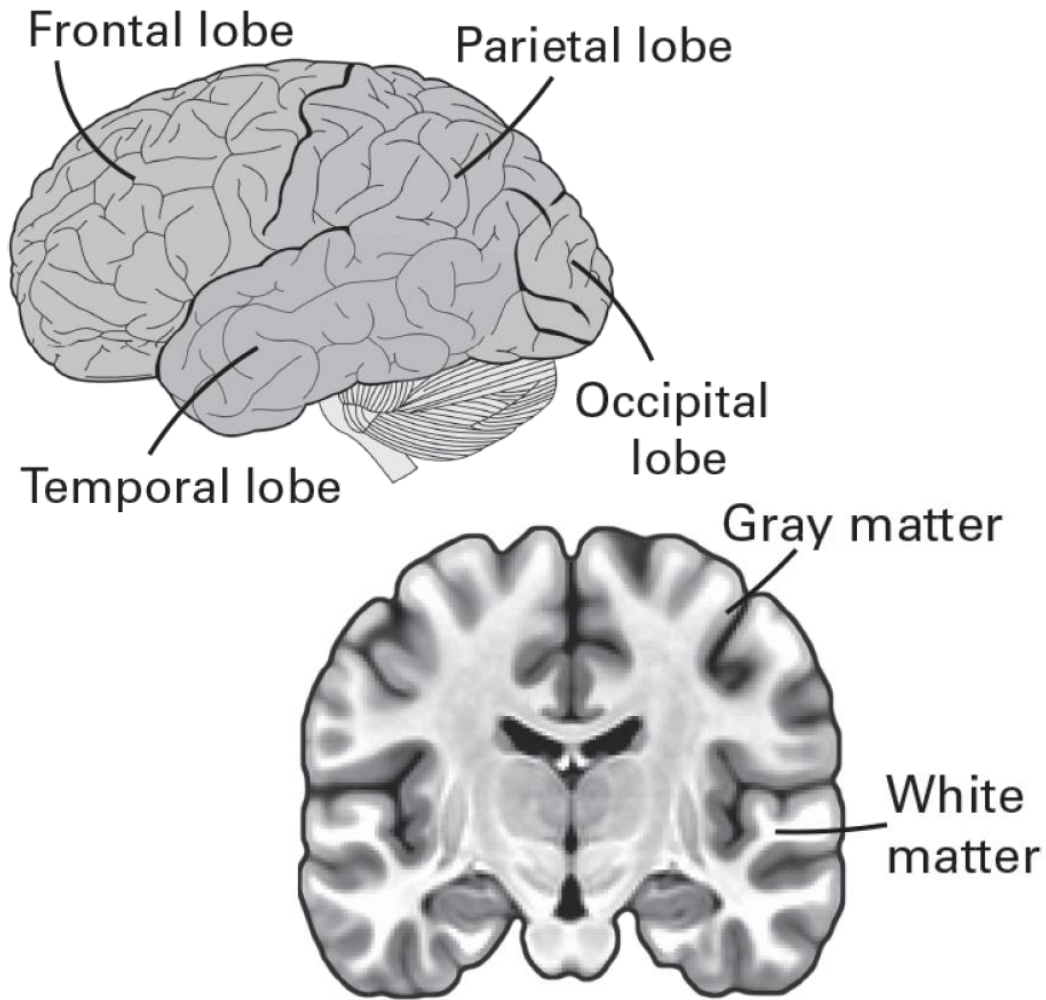 Frontal lobe
Parietal lobe
Occipital
lobe
Temporal lobe
Gray matter
White
matter